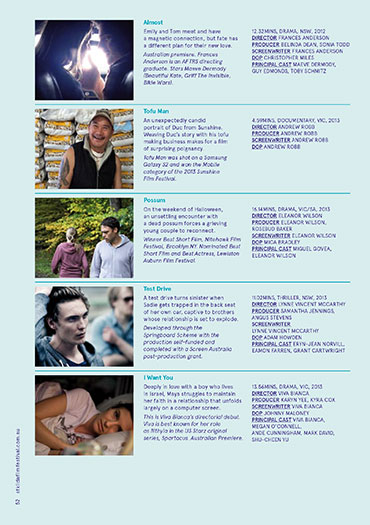 Almost
Emily and Tom meet and have
a magnetic connection, but fate has
a different plan for their new love.
Australian premiere. Frances
Anderson is an AFTRS directing
graduate. Stars Maeve Dermody
(Beautiful Kate, Griff The Invisible,
Bikie Wars).
12.32MINS, DRAMA, NSW, 2012
DIRECTOR FRANCES ANDERSON
PRODUCER BELINDA DEAN, SONIA TODD
SCREENWRITER FRANCES ANDERSON
DOP CHRISTOPHER MILES
PRINCIPAL CAST MAEVE DERMODY,
GUY EDMONDS, TOBY SCHMITZ
Tofu Man
An unexpectedly candid
portrait of Duc from Sunshine.
Weaving Duc's story with his tofu
making business makes for a film
of surprising poignancy.
Tofu Man was shot on a Samsung
Galaxy S2 and won the Mobile
category of the 2013 Sunshine
Film Festival.
4.59MINS, DOCUMENTARY, VIC, 2013
DIRECTOR ANDREW ROBB
PRODUCER ANDREW ROBB
SCREENWRITER ANDREW ROBB
DOP ANDREW ROBB
Possum
On the weekend of Halloween,
an unsettling encounter with
a dead possum forces a grieving
young couple to reconnect.
Winner Best Short Film, Nitehawk Film
Festival, Brooklyn NY. Nominated Best
Short Film and Best Actress, Lewiston
Auburn Film Festival
16.14MINS, DRAMA, VIC/SA, 2013
DIRECTOR ELEANOR WILSON
PRODUCER ELEANOR WILSON,
ROSEBUD BAKER
SCREENWRITER ELEANOR WILSON
DOP MICA BRADLEY
PRINCIPAL CAST MIGUEL GOVEA,
ELEANOR WILSON
Test Drive
A test drive turns sinister when
Sadie gets trapped in the back seat
of her own car, captive to brothers
whose relationship is set to explode.
Developed through the
Springboard Scheme with the
production self-funded and
completed with a Screen Australia
post-production grant.
11.02MINS, THRILLER, NSW, 2013
DIRECTOR LYNNE VINCENT MCCARTHY
PRODUCER SAMANTHA JENNINGS,
ANGUS STEVENS
SCREENWRITER
LYNNE VINCENT MCCARTHY
DOP ADAM HOWDEN
PRINCIPAL CAST ERYN-JEAN NORVILL,
EAMON FARREN, GRANT CARTWRIGHT
I Want You
Deeply in love with a boy who lives
in Israel, Maya struggles to maintain
her faith in a relationship that unfolds
largely on a computer screen.
This is Viva Bianca's directorial debut.
Viva is best known for her role
as Ilithyia in the US Starz original
series, Spartacus. Australian Premiere.
13.56MINS, DRAMA, VIC, 2013
DIRECTOR VIVA BIANCA
PRODUCER KARYN YEE, KYRA COX
SCREENWRITER VIVA BIANCA
DOP JOHNNY MALONEY
PRINCIPAL CAST VIVA BIANCA,
MEGAN O'CONNELL,
ANDE CUNNINGHAM, MARK DAVID,
SHU-CHEEN YU
52 stkildafilmfestival.com.au